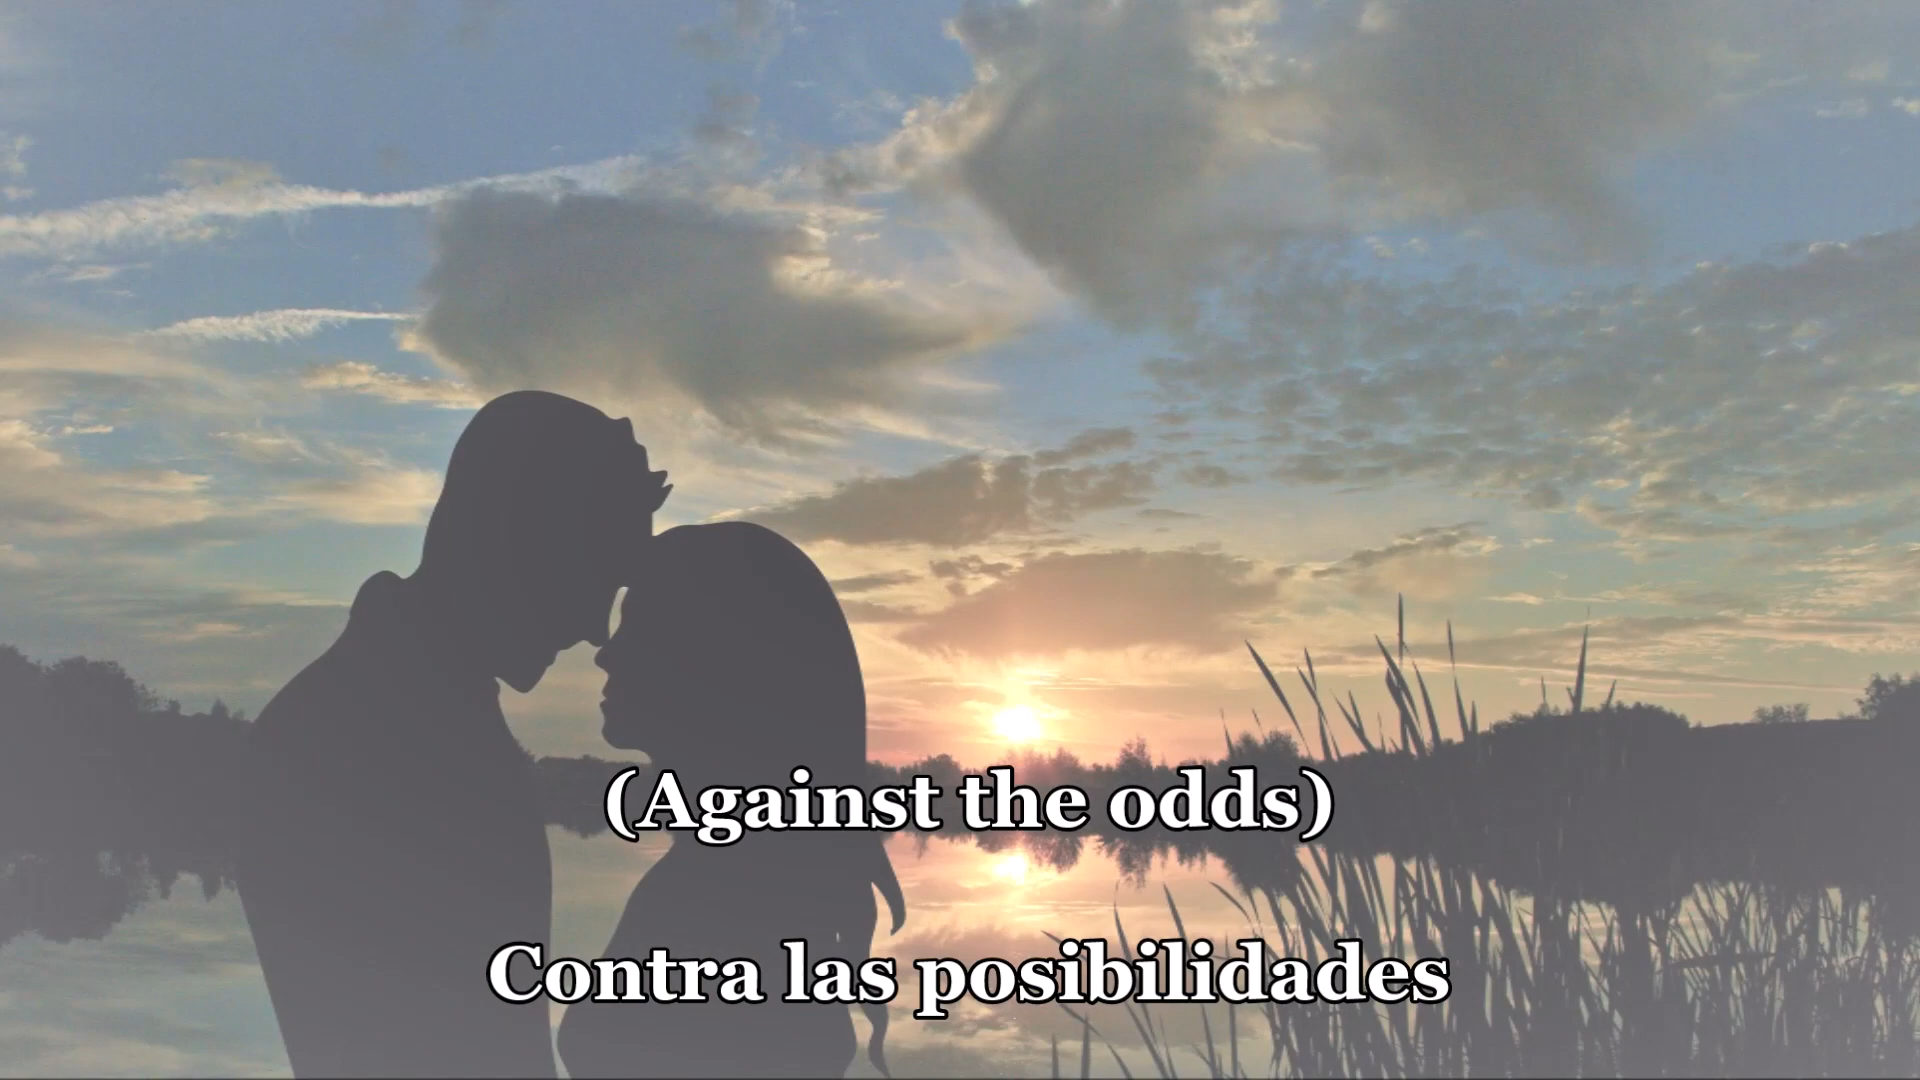 (Against the odds)
Contra las posibilidades